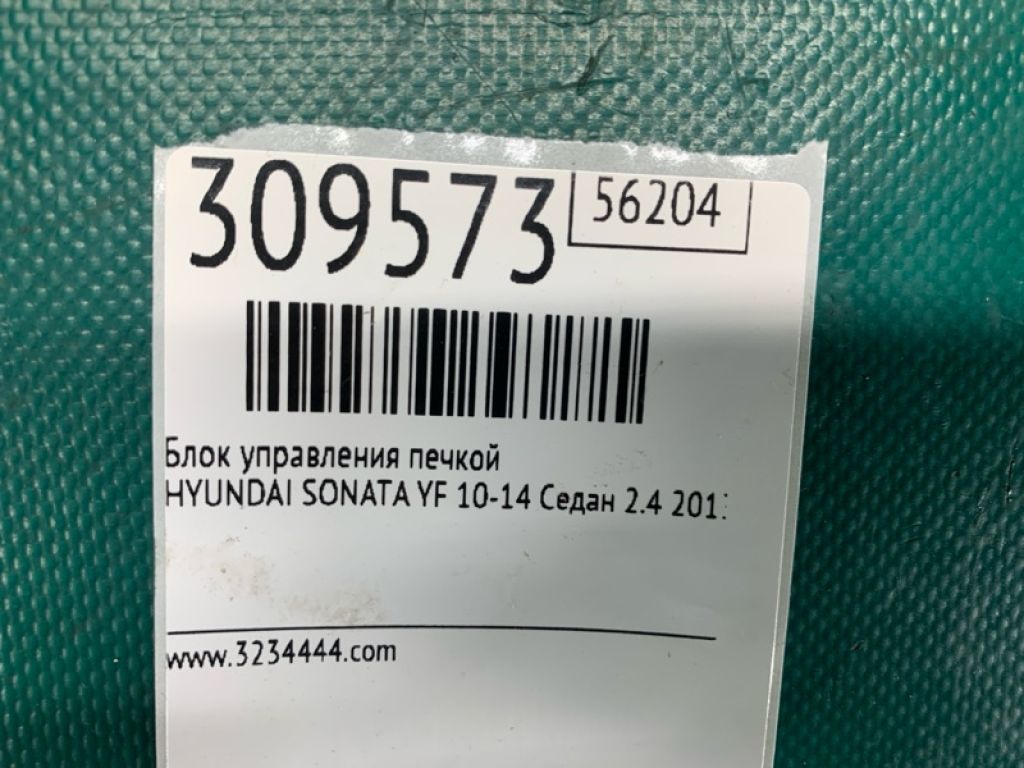 309573
56204
Блок управления печкой
HYUNDAI SONATA YF 10-14 Седан 2.4
www.3234444.com